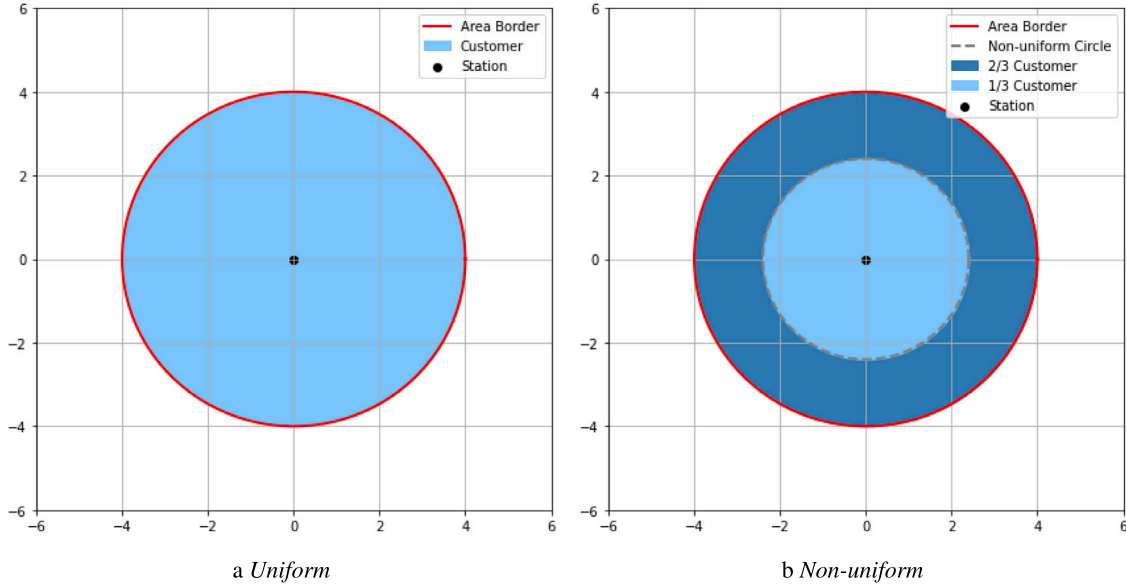 Area Border
Customer
Station
6
4
2
0
−2
−4
−6
−6
−4
−2
0
2
4
6
a Uniform
Area Border
Non-uniform Circle
2/3 Customer
1/3 Customer
Station
6
4
2
0
−2
−4
−6
−6
−4
−2
0
2
4
6
b Non-uniform